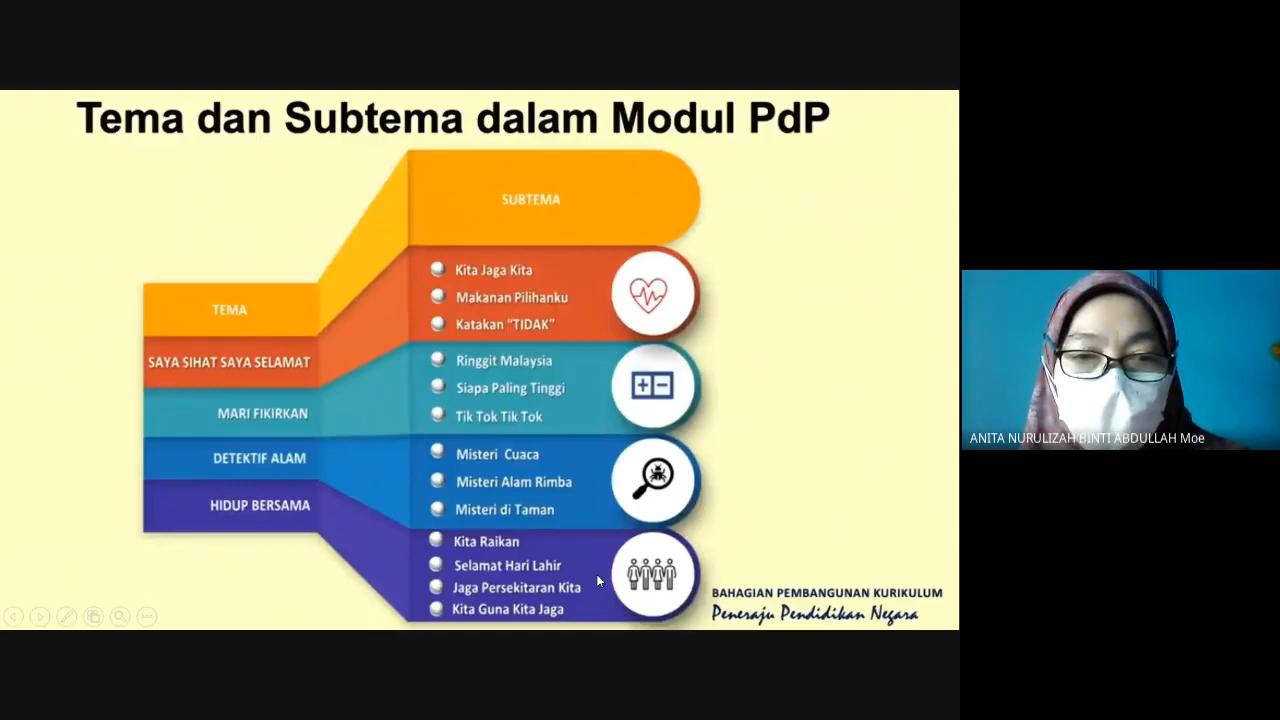 Tema dan Subtema dalam Modul PdP
SUBTEMA
Kita Jaga Kita
Makanan Pilihanku
Katakan “TIDAK”
Ringgit Malaysia
Siapa Paling Tinggi
Tik Tok Tik Tok
Misteri Cuaca
Misteri Alam Rimba
Misteri di Taman
Kita Raikan
Selamat Hari Lahir
Jaga Persekitaran Kita
Kita Guna Kita Jaga
TEMA
SAYA SIHAT SAYA SELAMAT
MARI FIKIRKAN
DETEKTIF ALAM
HIDUP BERSAMA
BAHAGIAN PEMBANGUNAN KURIKULUM
Peneraju Pendidikan Negara
ANITA NURULIZAH BINTI ABDULLAH Moe